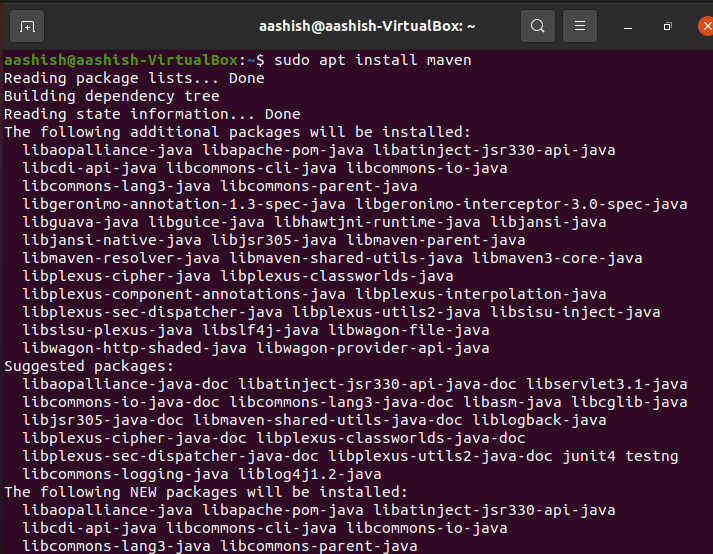 aashish@aashish-VirtualBox: ~
aashish@aashish-VirtualBox:~$ sudo apt install maven
Reading package lists... Done
Building dependency tree
Reading state information... Done
The following additional packages will be installed:
  libaopalliance-java libapache-pom-java libatinject-jsr330-api-java
  libcdi-api-java libcommons-cli-java libcommons-io-java
  libcommons-lang3-java libcommons-parent-java
  libgeronimo-annotation-1.3-spec-java libgeronimo-interceptor-3.0-spec-java
  libguava-java libguice-java libhawtjni-runtime-java libjansi-java
  libjansi-native-java libjsr305-java libmaven-parent-java
  libmaven-resolver-java libmaven-shared-utils-java libmaven3-core-java
  libplexus-cipher-java libplexus-classworlds-java
  libplexus-component-annotations-java libplexus-interpolation-java
  libplexus-sec-dispatcher-java libplexus-utils2-java libsisu-inject-java
  libsisu-plexus-java libslf4j-java libwagon-file-java
  libwagon-http-shaded-java libwagon-provider-api-java
Suggested packages:
  libaopalliance-java-doc libatinject-jsr330-api-java-doc libservlet3.1-java
  libcommons-io-java-doc libcommons-lang3-java-doc libasm-java libcglib-java
  libjsr305-java-doc libmaven-shared-utils-java-doc liblogback-java
  libplexus-cipher-java-doc libplexus-classworlds-java-doc
  libplexus-sec-dispatcher-java-doc libplexus-utils2-java-doc junit4 testng
  libcommons-logging-java liblog4j1.2-java
The following NEW packages will be installed:
  libaopalliance-java libapache-pom-java libatinject-jsr330-api-java
  libcdi-api-java libcommons-cli-java libcommons-io-java
  libcommons-lang3-java libcommons-parent-java